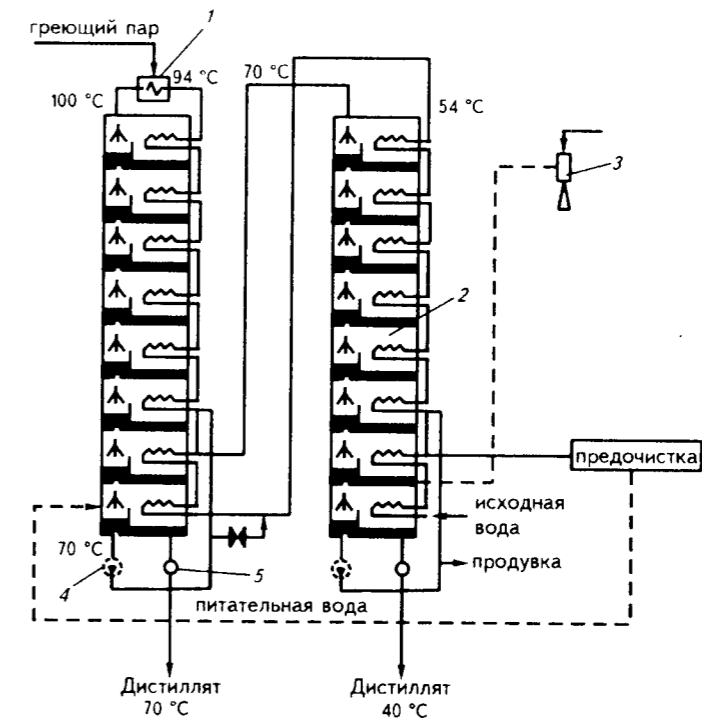 греющий пар
1
94 °C
100 °C
70 °C
54 °C
3
2
предочистка
исходная
вода
70 °C
4
5
продувка
питательная вода
Дистиллят
70 °C
Дистиллят
40 °C